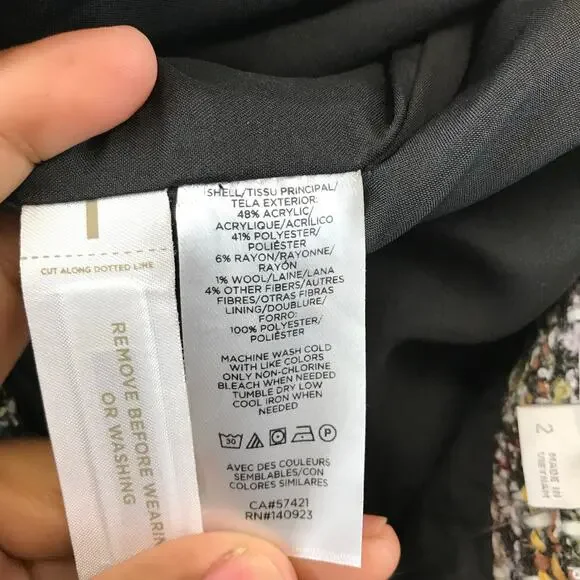 SHELL/TISSU PRINCIPAL/
TELA EXTERIOR:
48% ACRYLIC/
ACRYLIQUE/ACRÍLICO
41% POLYESTER/
POLIÉSTER
6% RAYON/RAYONNE/
RAYÓN
1% WOOL/LAINE/LANA
4% OTHER FIBERS/AUTRES
FIBRES/OTRAS FIBRAS
LINING/DOUBLURE/
FORRO:
100% POLYESTER/
POLIÉSTER
MACHINE WASH COLD
WITH LIKE COLORS
ONLY NON-CHLORINE
BLEACH WHEN NEEDED
TUMBLE DRY LOW
COOL IRON WHEN
NEEDED
30 P
AVEC DES COULEURS
SEMBLABLES/CON
COLORES SIMILARES
CA#57421
RN#140923
CUT ALONG DOTTED LINE
REMOVE BEFORE WEARIN
OR WASHING
2
MADE IN
VIETNAM